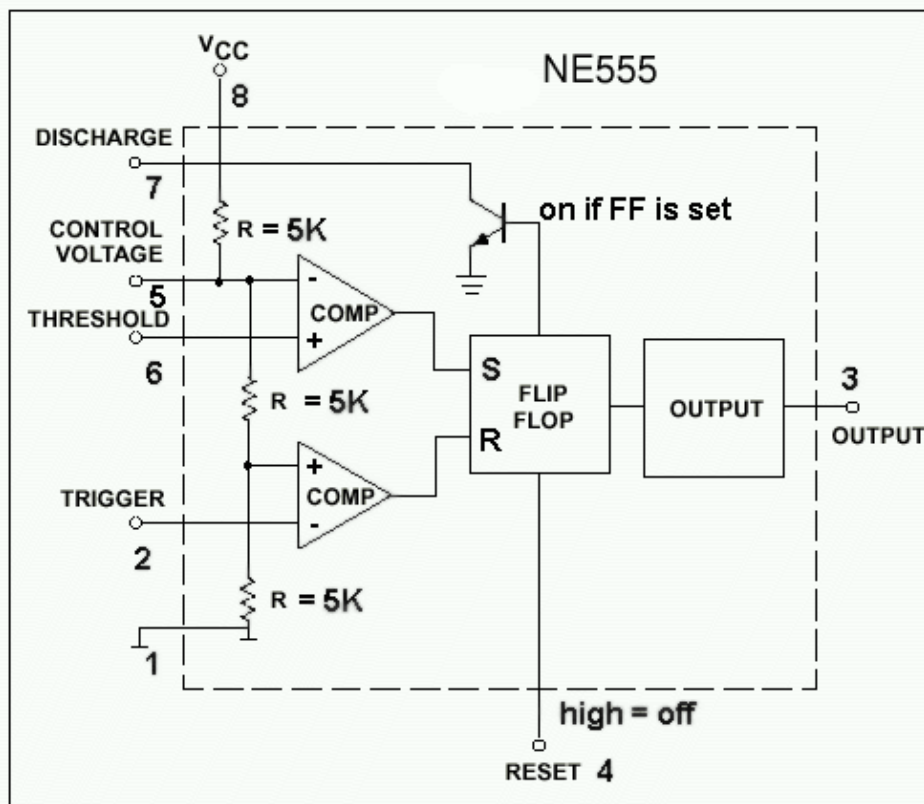 VCC
NE555
8
DISCHARGE
7
on if FF is set
R = 5K
CONTROL
VOLTAGE
5
-
COMP
+
THRESHOLD
6
S
FLIP
FLOP
R
OUTPUT
3
OUTPUT
R = 5K
+
COMP
-
TRIGGER
2
R = 5K
1
high = off
RESET 4